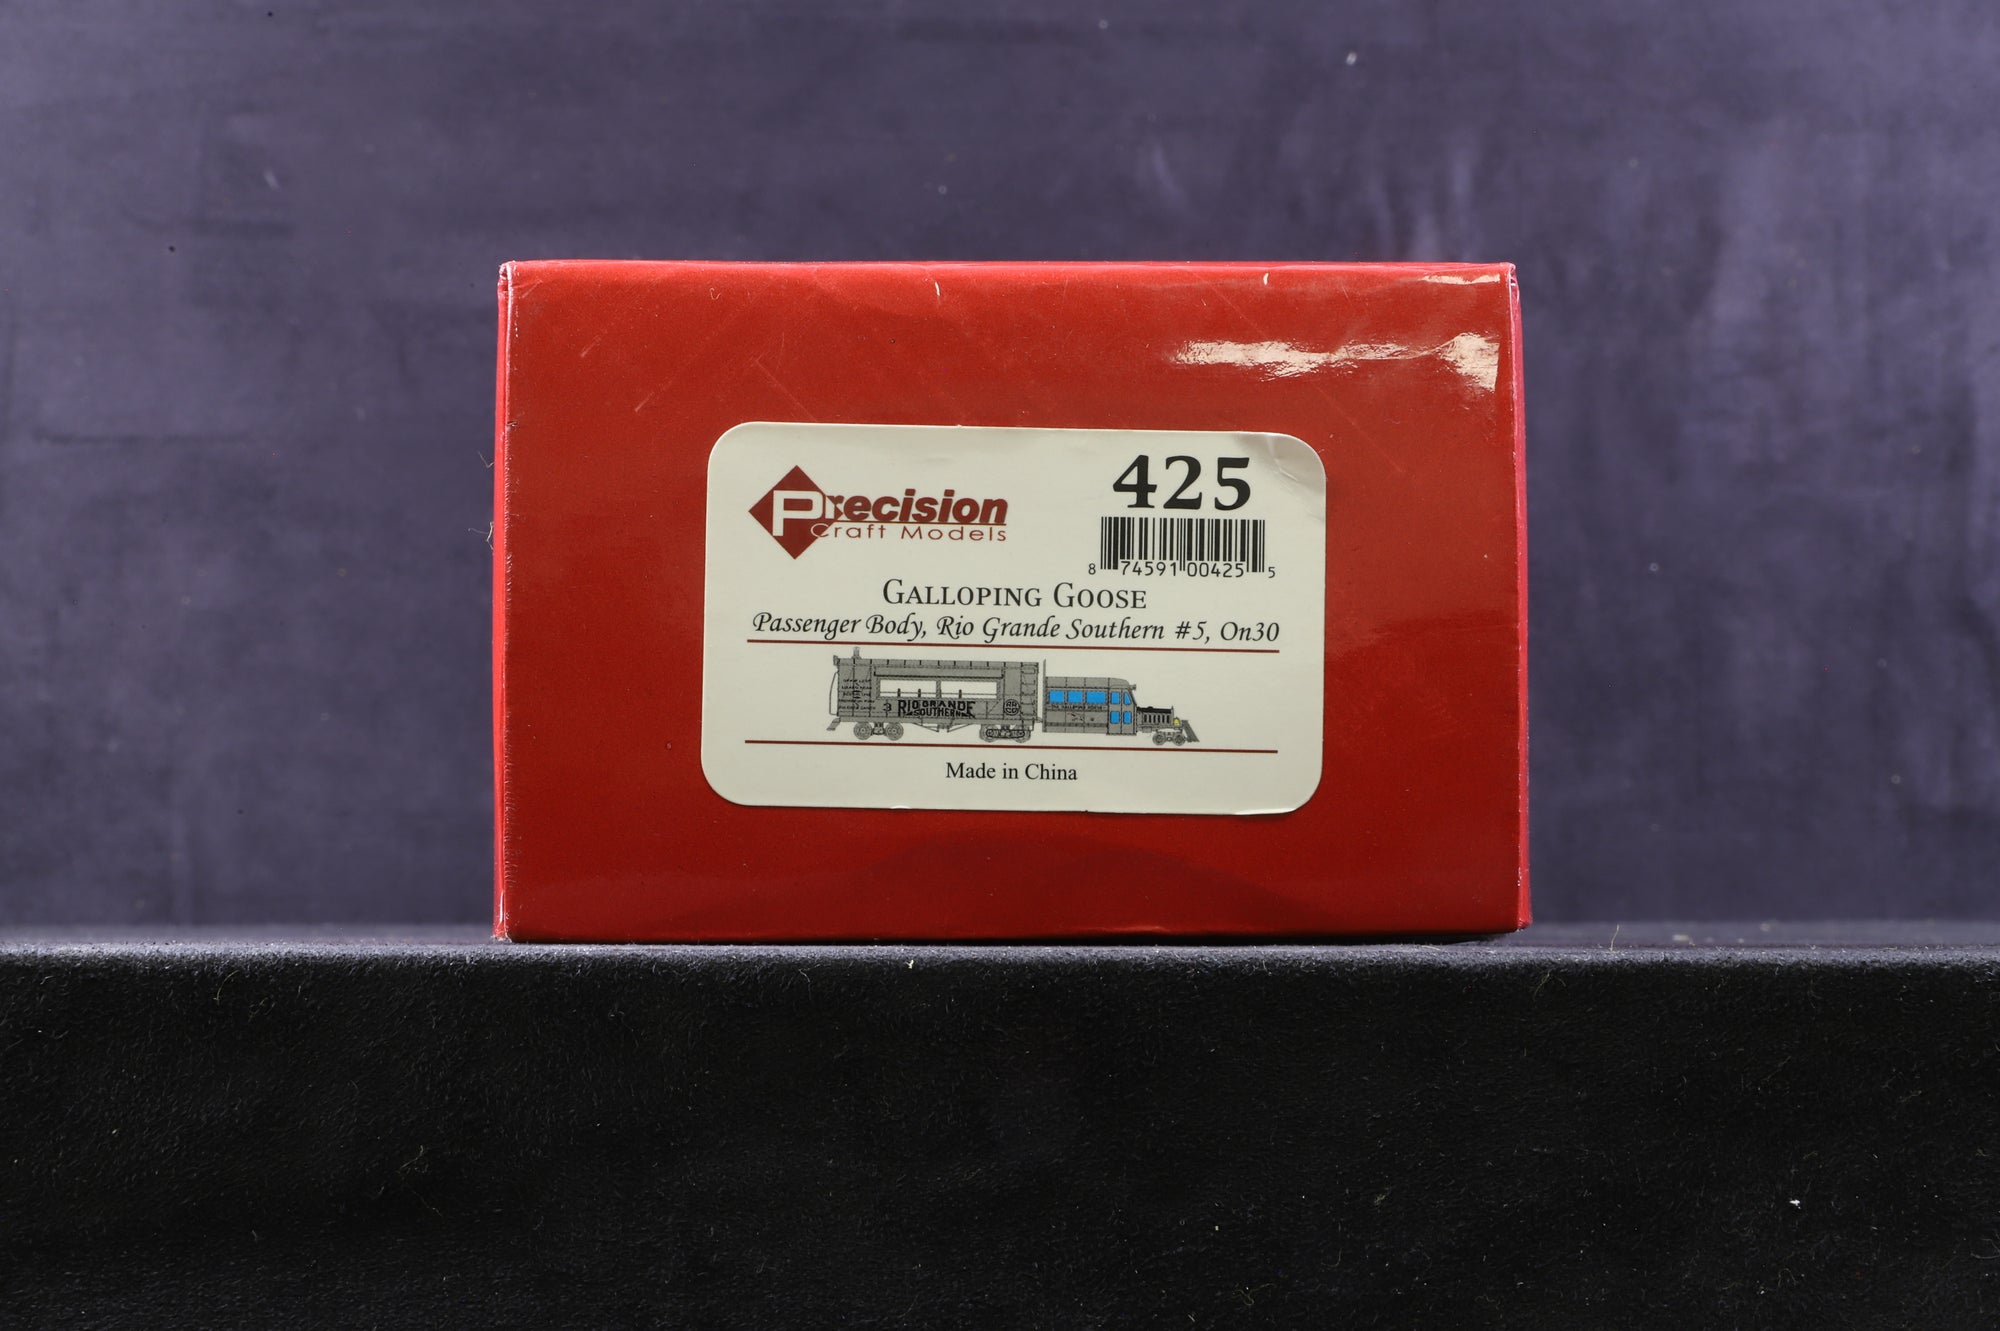 Precision
Craft Models
425
8 74591 00425 5
GALLOPING GOOSE
Passenger Body, Rio Grande Southern #5, On30
RIO GRANDE
SOUTHERN
Made in China